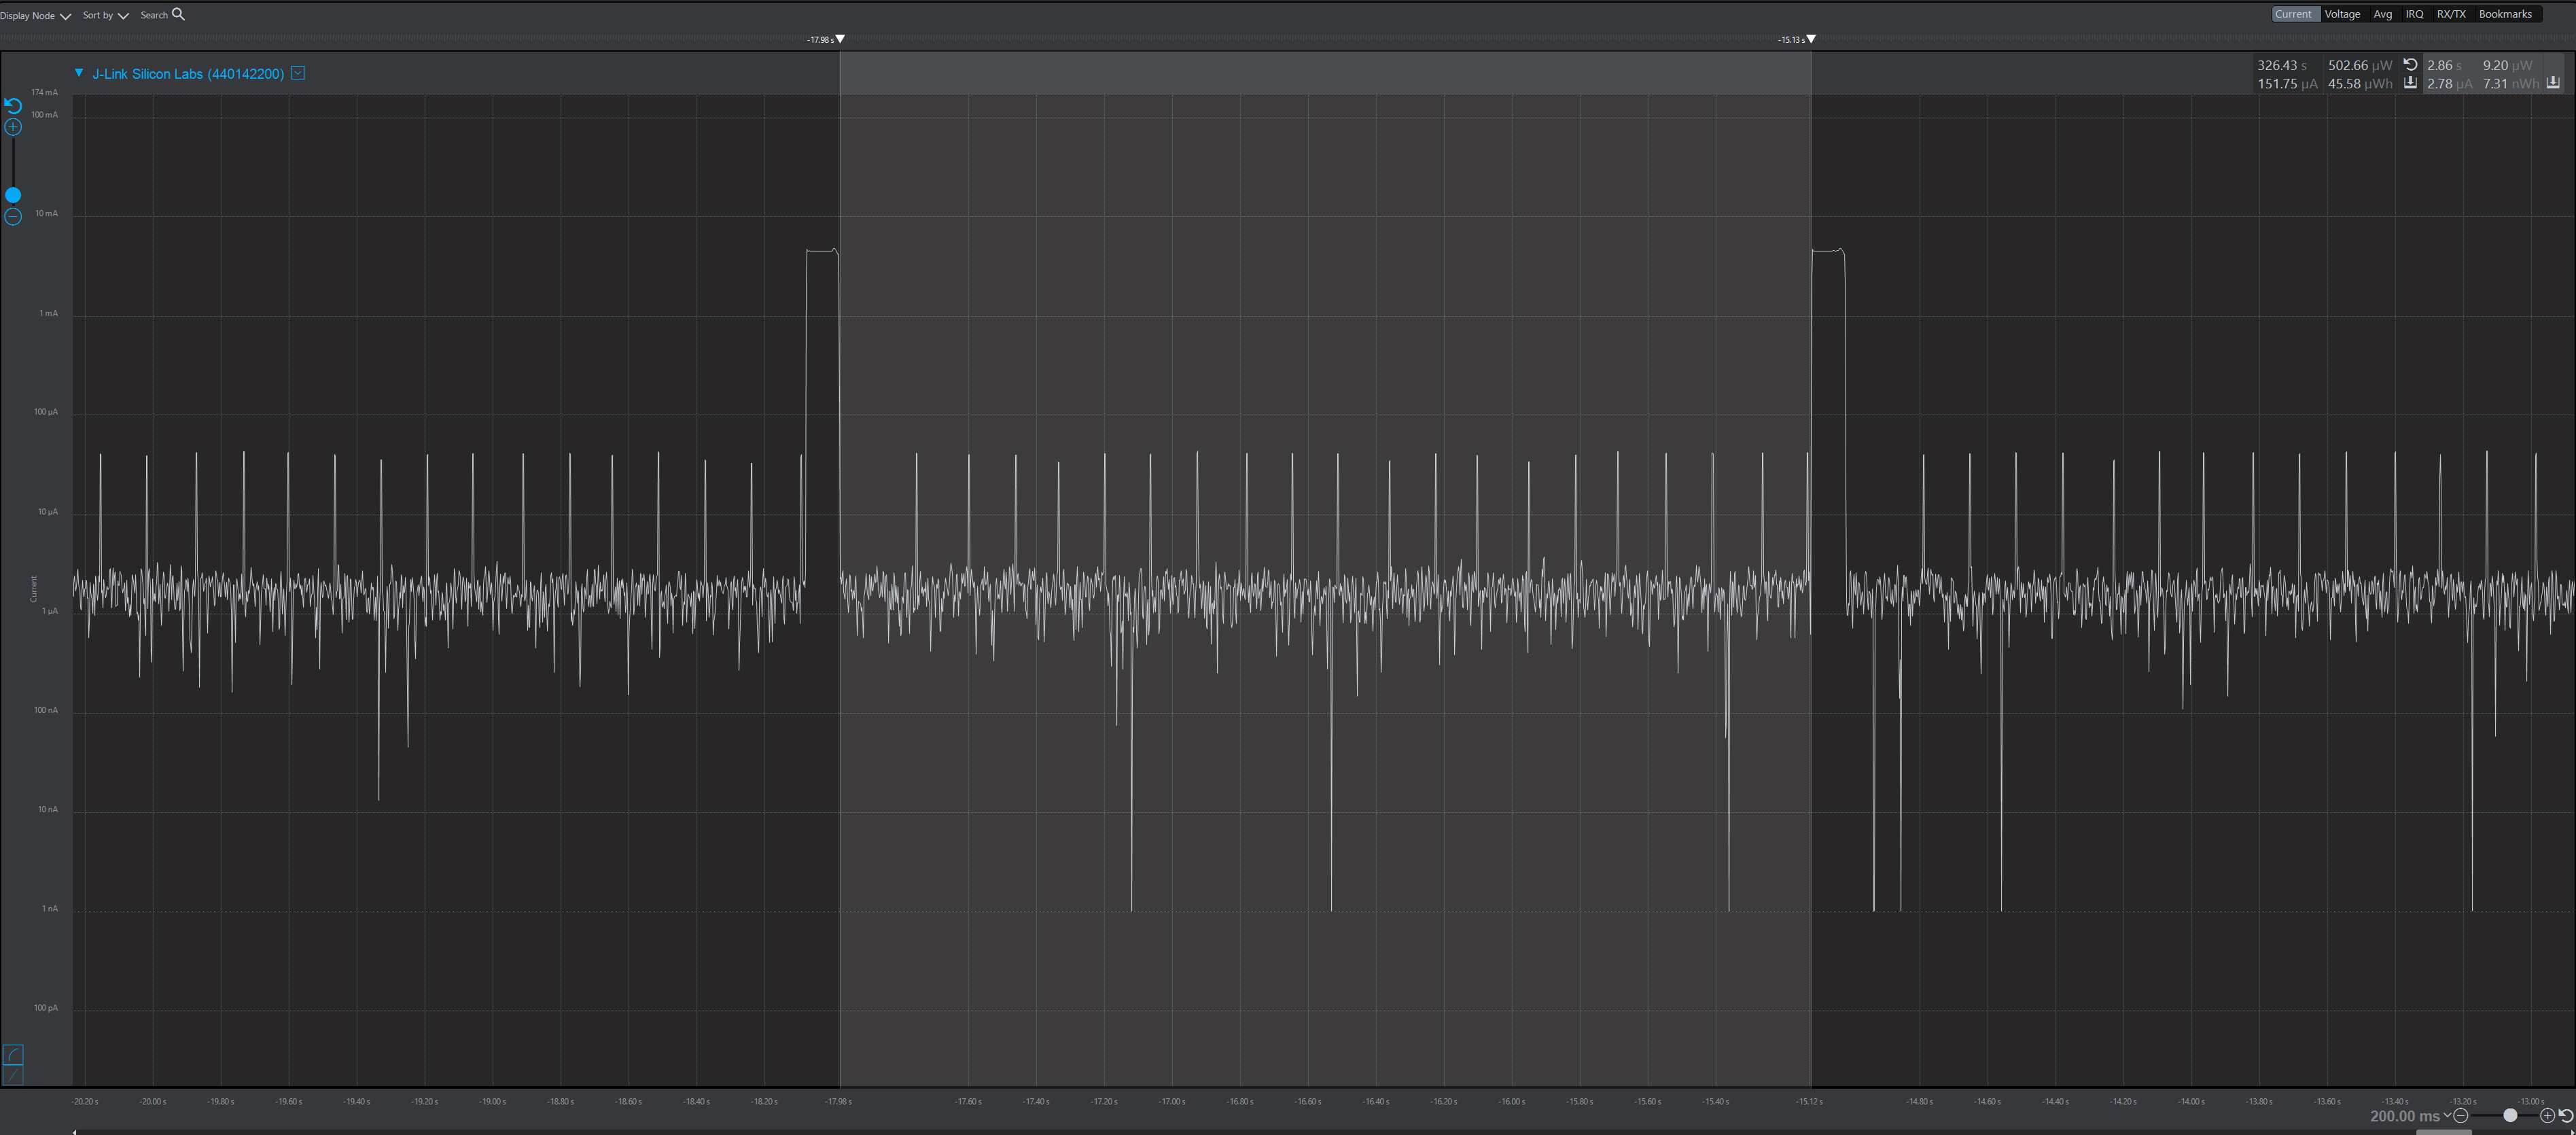 Display Node Sort by Search Current Voltage Avg IRQ RX/TX Bookmarks
-17.98 s -15.13 s
J-Link Silicon Labs (440142200)
326.43 s 502.66 µW 2.86 s 9.20 µW
151.75 µA 45.58 µWh 2.78 µA 7.31 nWh
174 mA
100 mA
10 mA
1 mA
100 µA
10 µA
Current
1 µA
100 nA
10 nA
1 nA
100 pA
-20.20 s -20.00 s -19.80 s -19.60 s -19.40 s -19.20 s -19.00 s -18.80 s -18.60 s -18.40 s -18.20 s -17.98 s -17.60 s -17.40 s -17.20 s -17.00 s -16.80 s -16.60 s -16.40 s -16.20 s -16.00 s -15.80 s -15.60 s -15.40 s -15.12 s -14.80 s -14.60 s -14.40 s -14.20 s -14.00 s -13.80 s -13.60 s -13.40 s -13.20 s -13.00 s
200.00 ms